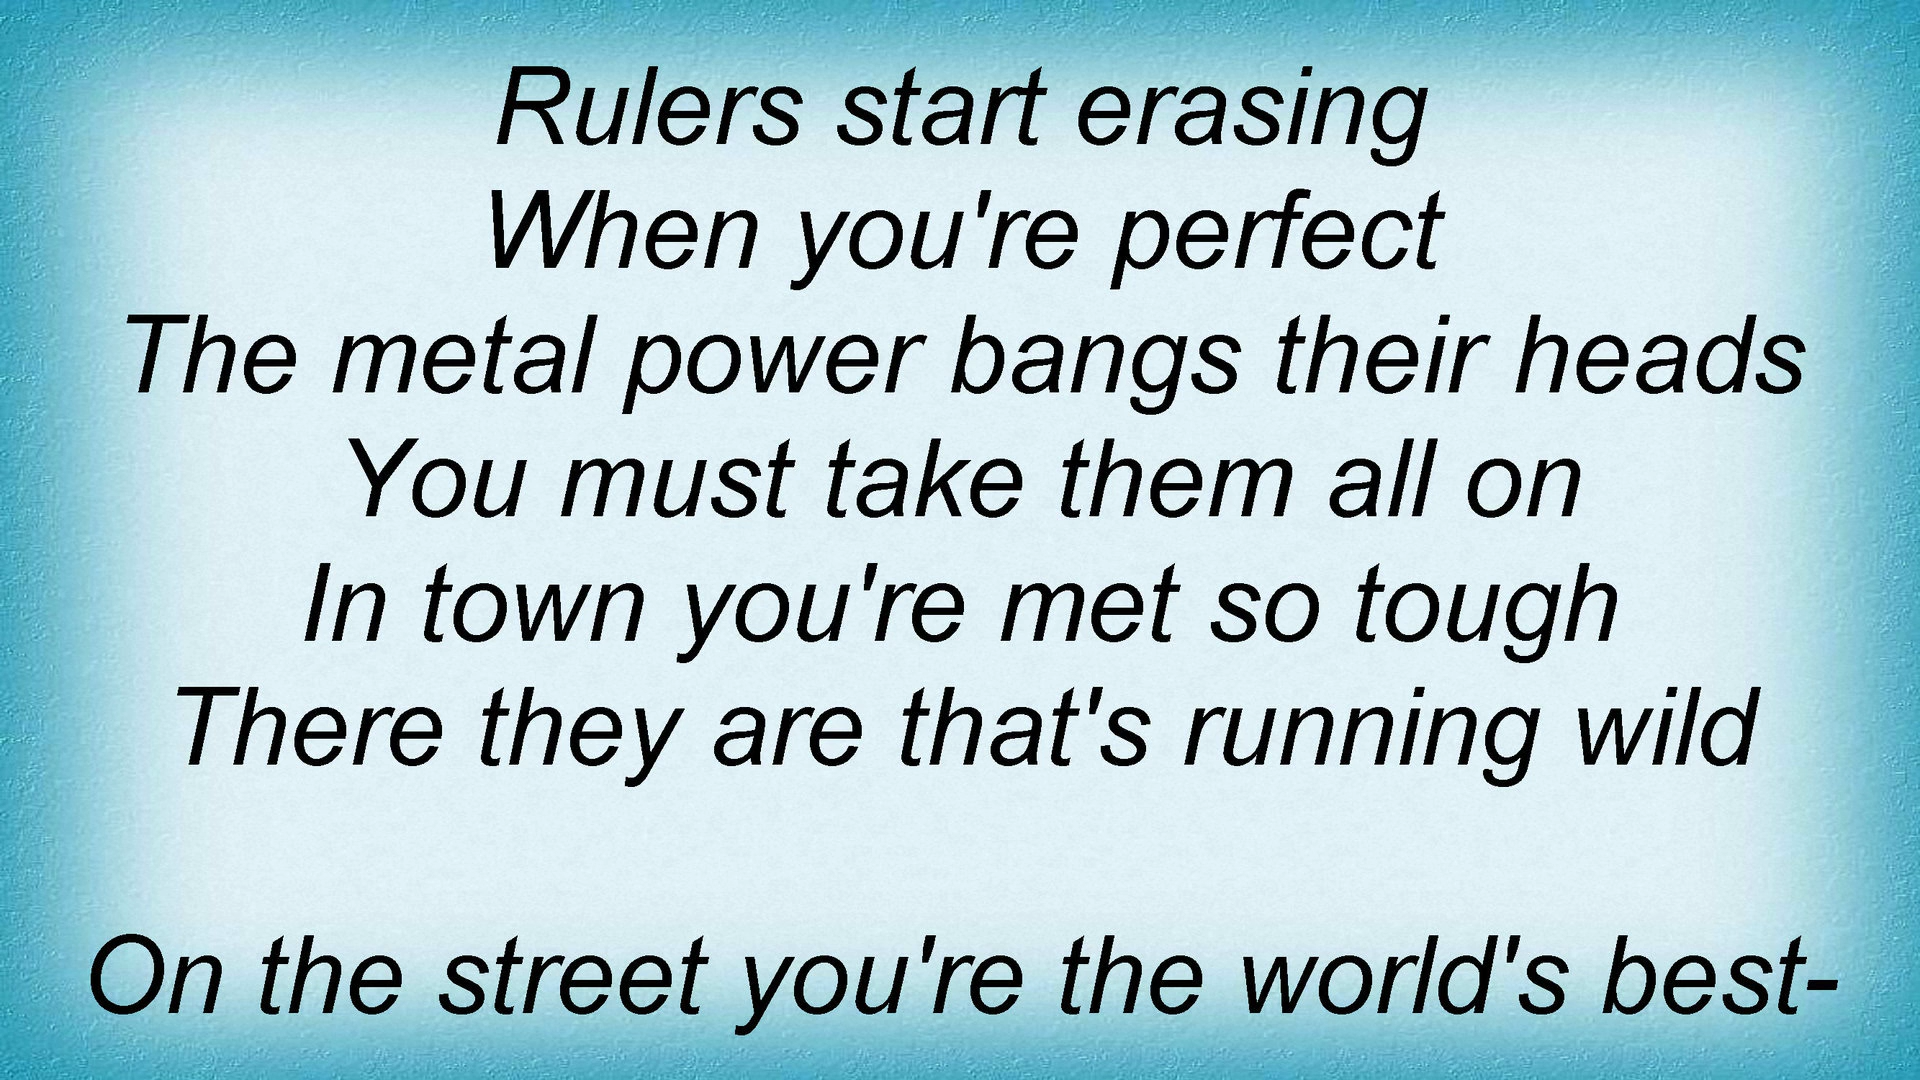 Rulers start erasing
When you're perfect
The metal power bangs their heads
You must take them all on
In town you're met so tough
There they are that's running wild
On the street you're the world's best-